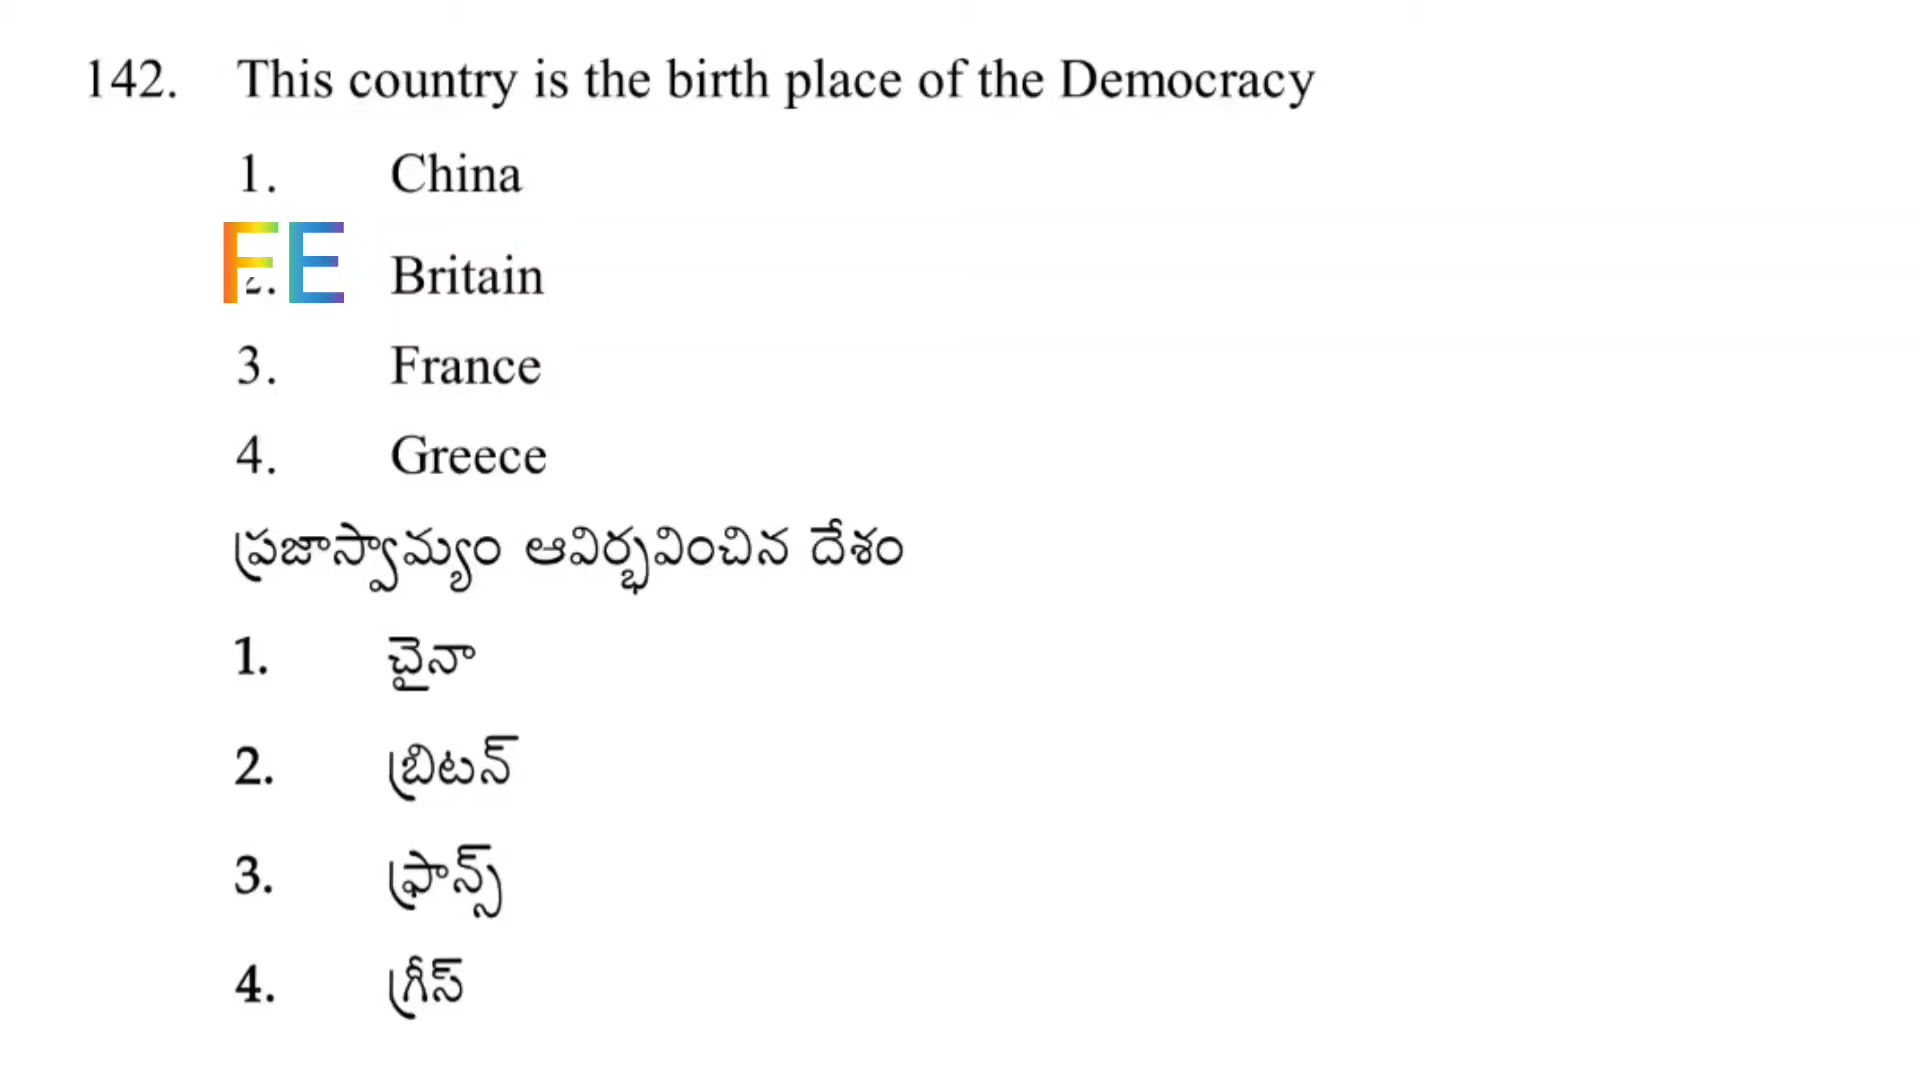 142. This country is the birth place of the Democracy
1. China
FE
2. Britain
3. France
4. Greece
ప్రజాస్వామ్యం ఆవిర్భవించిన దేశం
1. చైనా
2. బ్రిటన్
3. ఫ్రాన్స్
4. గ్రీస్